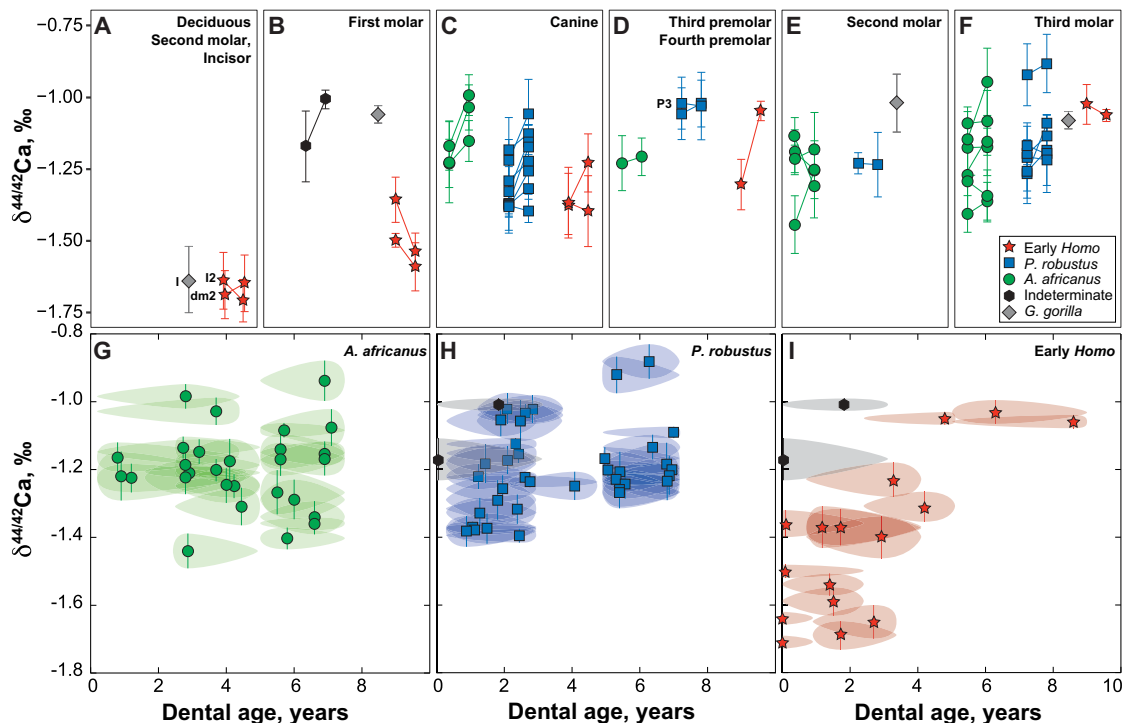 A
Deciduous
Second molar,
Incisor
B
First molar
C
Canine
D
Third premolar
Fourth premolar
E
Second molar
F
Third molar
-0.75
-1.00
-1.25
-1.50
-1.75
δ44/42Ca, ‰
I
I2
dm2
P3
Early Homo
P. robustus
A. africanus
Indeterminate
G. gorilla
G
A. africanus
H
P. robustus
I
Early Homo
-0.8
-1.0
-1.2
-1.4
-1.6
-1.8
δ44/42Ca, ‰
0 2 4 6 8
0 2 4 6 8
0 2 4 6 8 10
Dental age, years
Dental age, years
Dental age, years